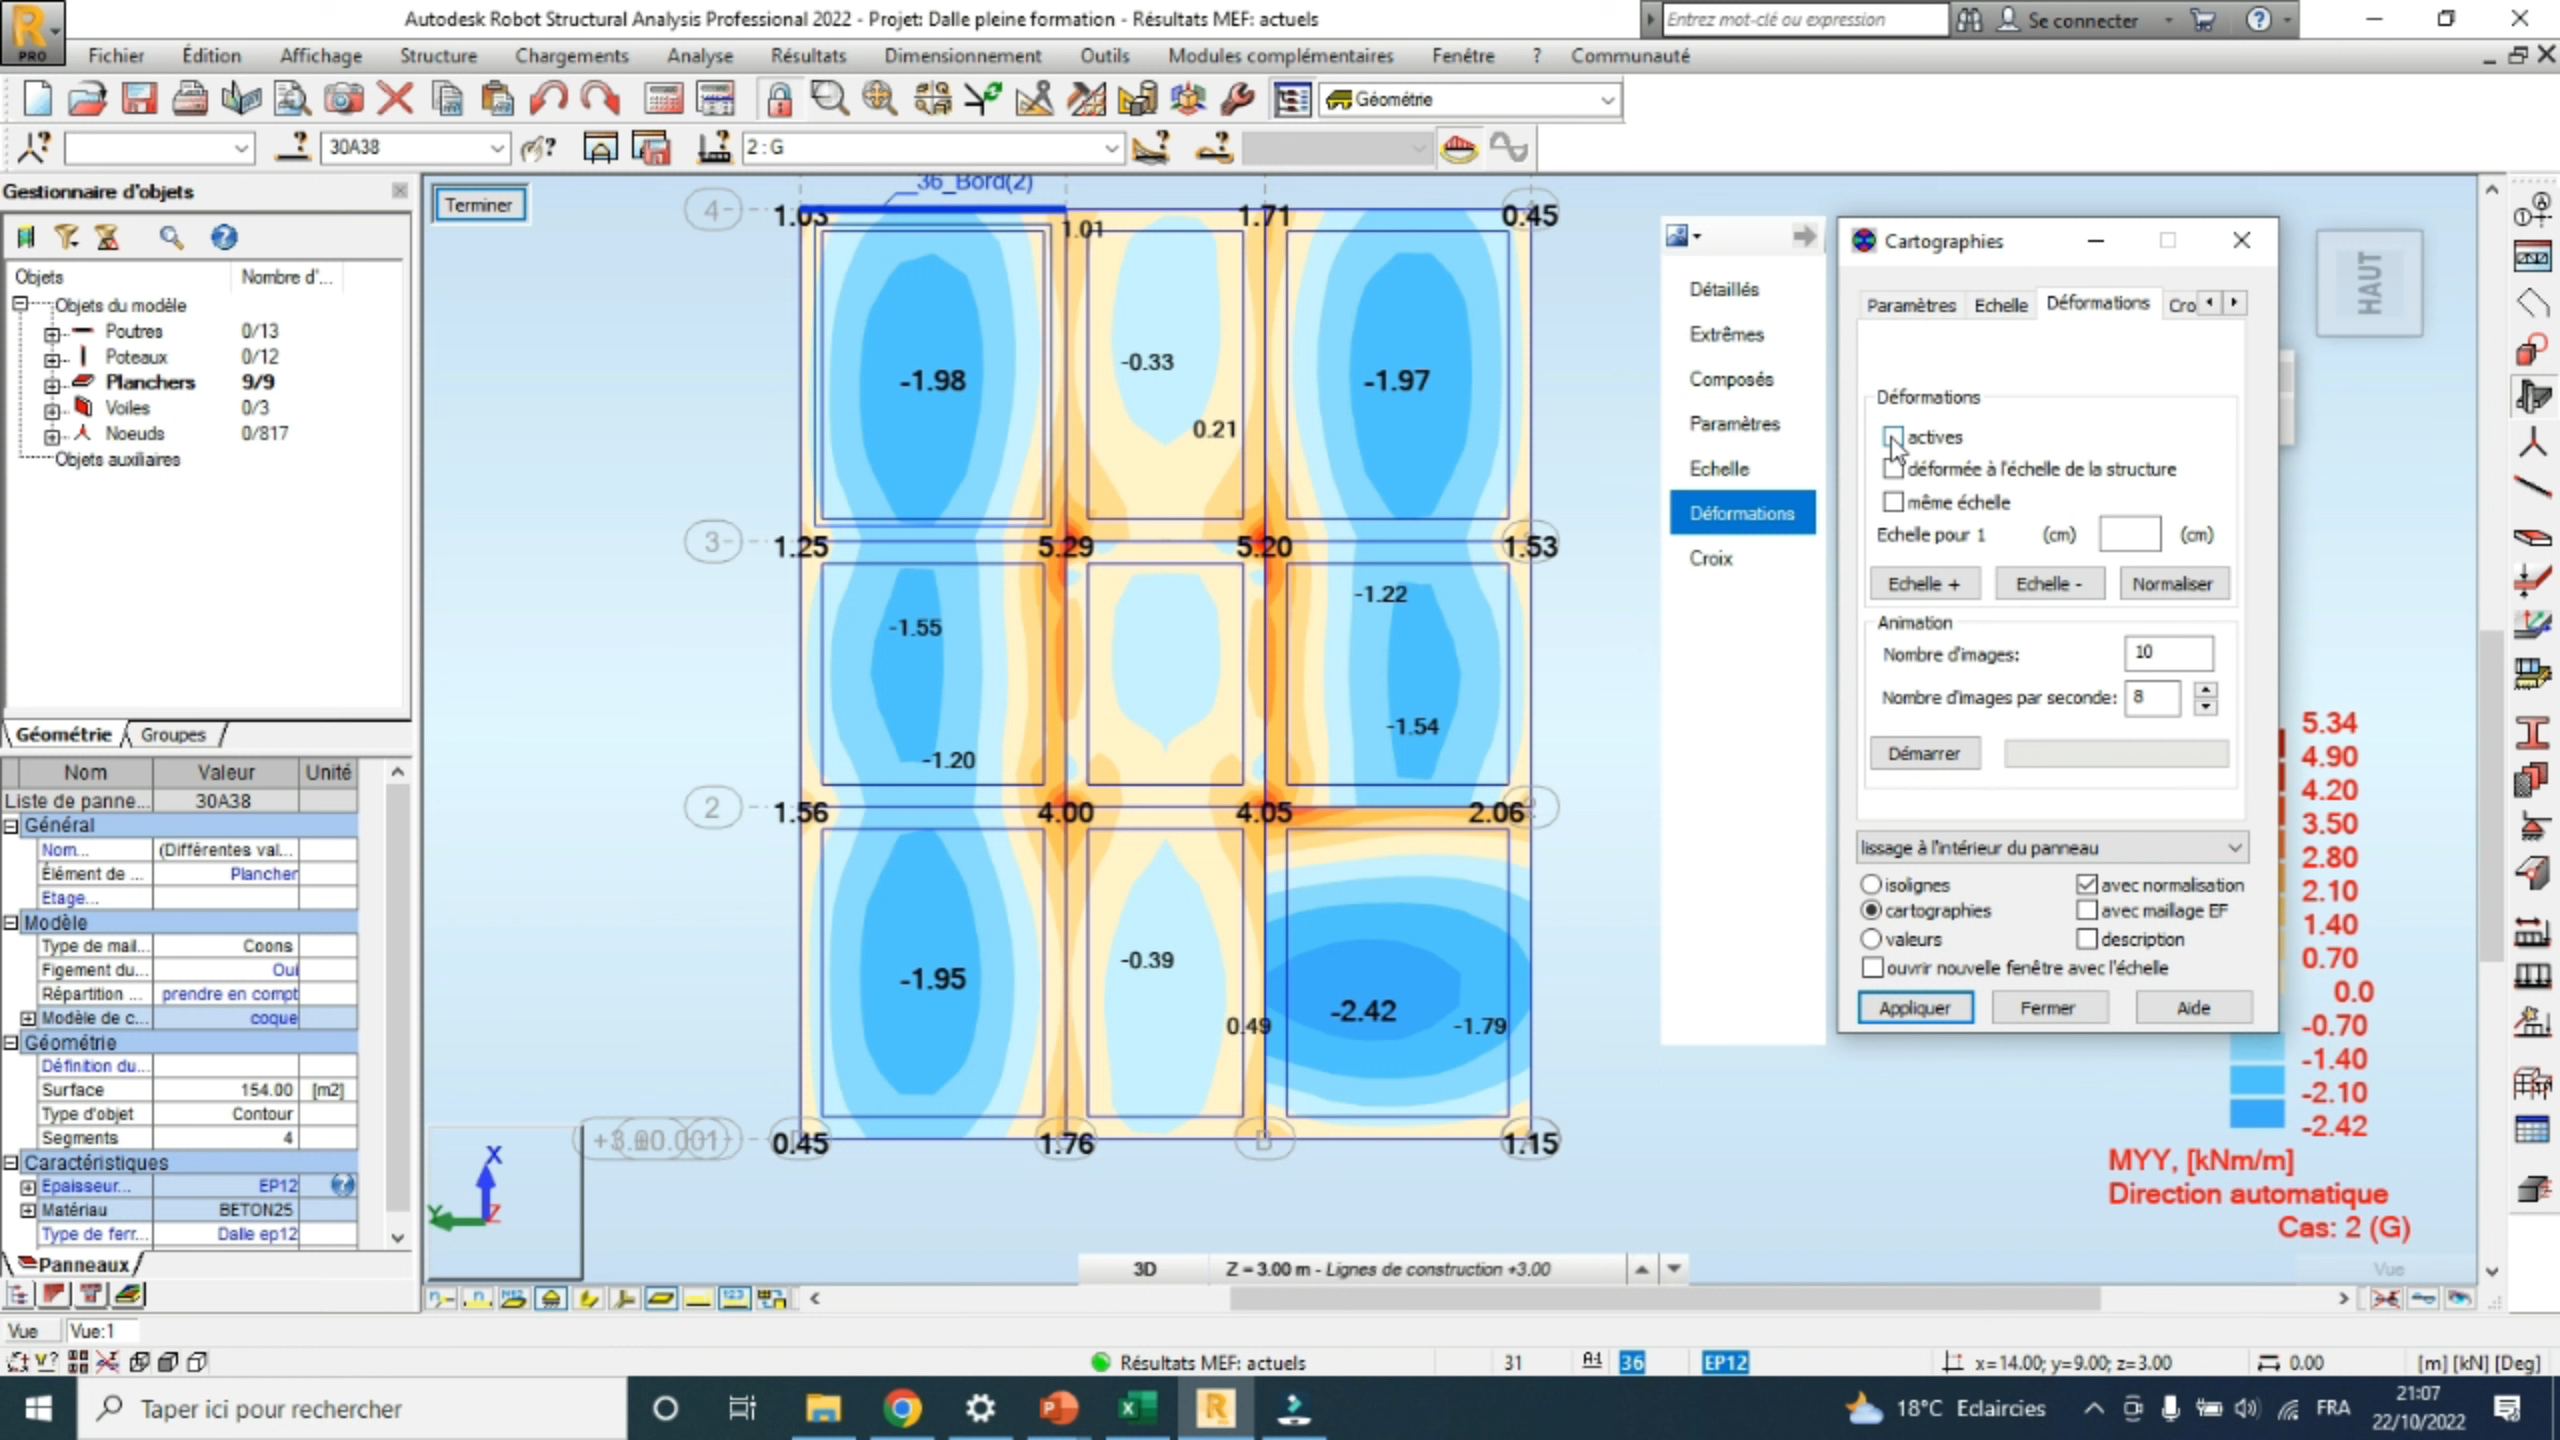 Autodesk Robot Structural Analysis Professional 2022 - Projet: Dalle pleine formation - Résultats MEF: actuels
Entrez mot-clé ou expression
Se connecter
PRO
Fichier Édition Affichage Structure Chargements Analyse Résultats Dimensionnement Outils Modules complémentaires Fenêtre ? Communauté
Géométrie
30A38
2 : G
Gestionnaire d'objets
Objets Nombre d'...
Objets du modèle
Poutres 0/13
Poteaux 0/12
Planchers 9/9
Voiles 0/3
Noeuds 0/817
Objets auxiliaires
Géométrie Groupes
Nom Valeur Unité
Liste de panne... 30A38
Général
Nom... (Différentes val...
Élément de ... Plancher
Etage...
Modèle
Type de mail... Coons
Figement du... Oui
Répartition ... prendre en compt
Modèle de c... coque
Géométrie
Définition du...
Surface 154.00 [m2]
Type d'objet Contour
Segments 4
Caractéristiques
Epaisseur... EP12
Matériau BETON25
Type de ferr... Dalle ep12
Panneaux
Terminer
__36_Bord(2)
4 1.03 1.01 1.71 0.45
-1.98 -0.33 -1.97
0.21
3 1.25 5.29 5.20 1.53
-1.55 -1.22
-1.20 -1.54
2 1.56 4.00 4.05 2.06
-1.95 -0.39 -2.42 -1.79
0.49
0.45 1.76 B 1.15
X
Y Z
3D Z = 3.00 m - Lignes de construction +3.00
Détaillés
Extrêmes
Composés
Paramètres
Echelle
Déformations
Croix
Cartographies
Paramètres Echelle Déformations Cro
Déformations
actives
déformée à l'échelle de la structure
même échelle
Echelle pour 1 (cm) (cm)
Echelle + Echelle - Normaliser
Animation
Nombre d'images: 10
Nombre d'images par seconde: 8
Démarrer
lissage à l'intérieur du panneau
isolignes avec normalisation
cartographies avec maillage EF
valeurs description
ouvrir nouvelle fenêtre avec l'échelle
Appliquer Fermer Aide
HAUT
5.34
4.90
4.20
3.50
2.80
2.10
1.40
0.70
0.0
-0.70
-1.40
-2.10
-2.42
MYY, [kNm/m]
Direction automatique
Cas: 2 (G)
Vue
Vue Vue:1
Résultats MEF: actuels 31 36 EP12 x=14.00; y=9.00; z=3.00 0.00 [m] [kN] [Deg]
Taper ici pour rechercher
18°C Eclaircies FRA
21:07
22/10/2022